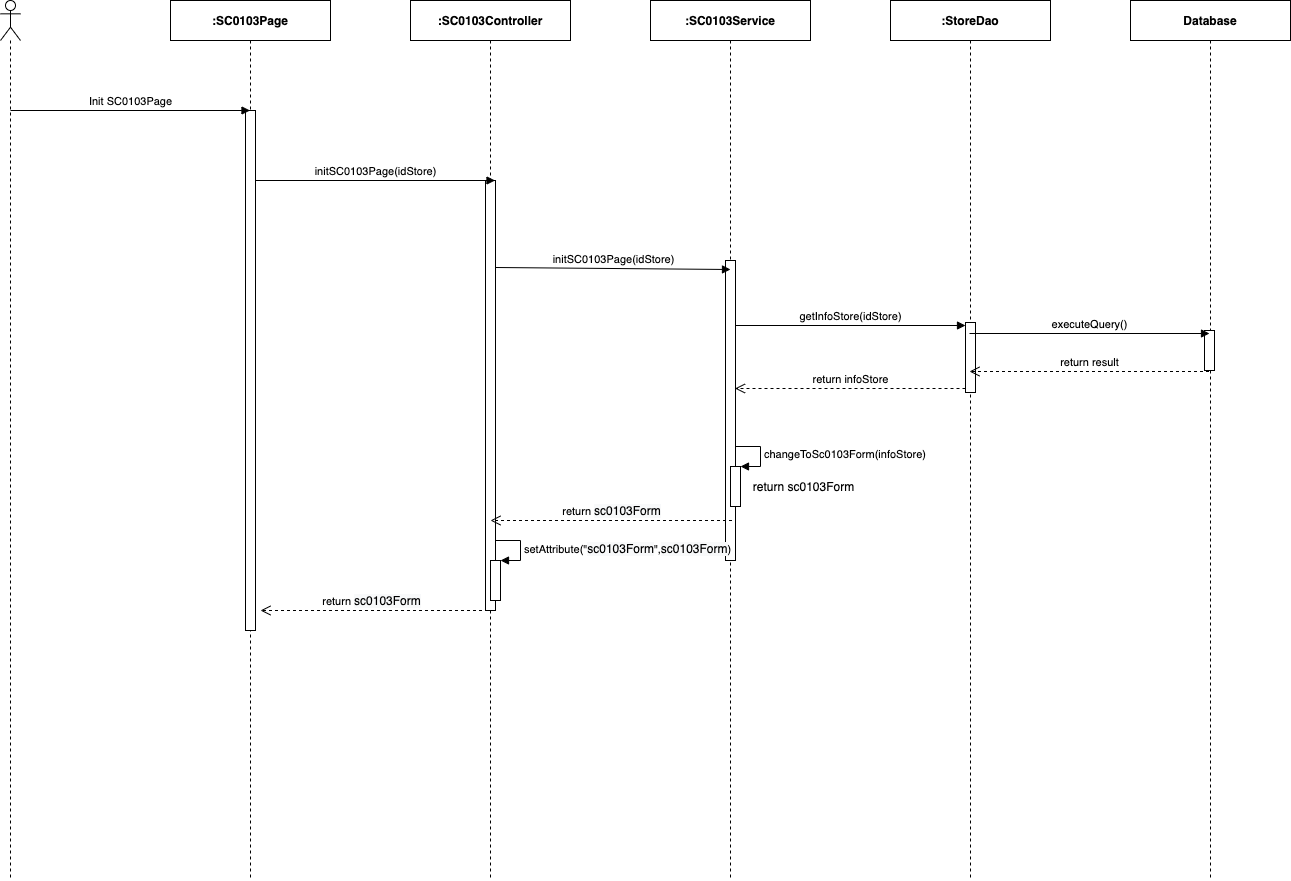 :SC0103Page
:SC0103Controller
:SC0103Service
:StoreDao
Database
Init SC0103Page
initSC0103Page(idStore)
initSC0103Page(idStore)
getInfoStore(idStore)
executeQuery()
return result
return infoStore
changeToSc0103Form(infoStore)
return sc0103Form
return sc0103Form
setAttribute("sc0103Form",sc0103Form)
return sc0103Form